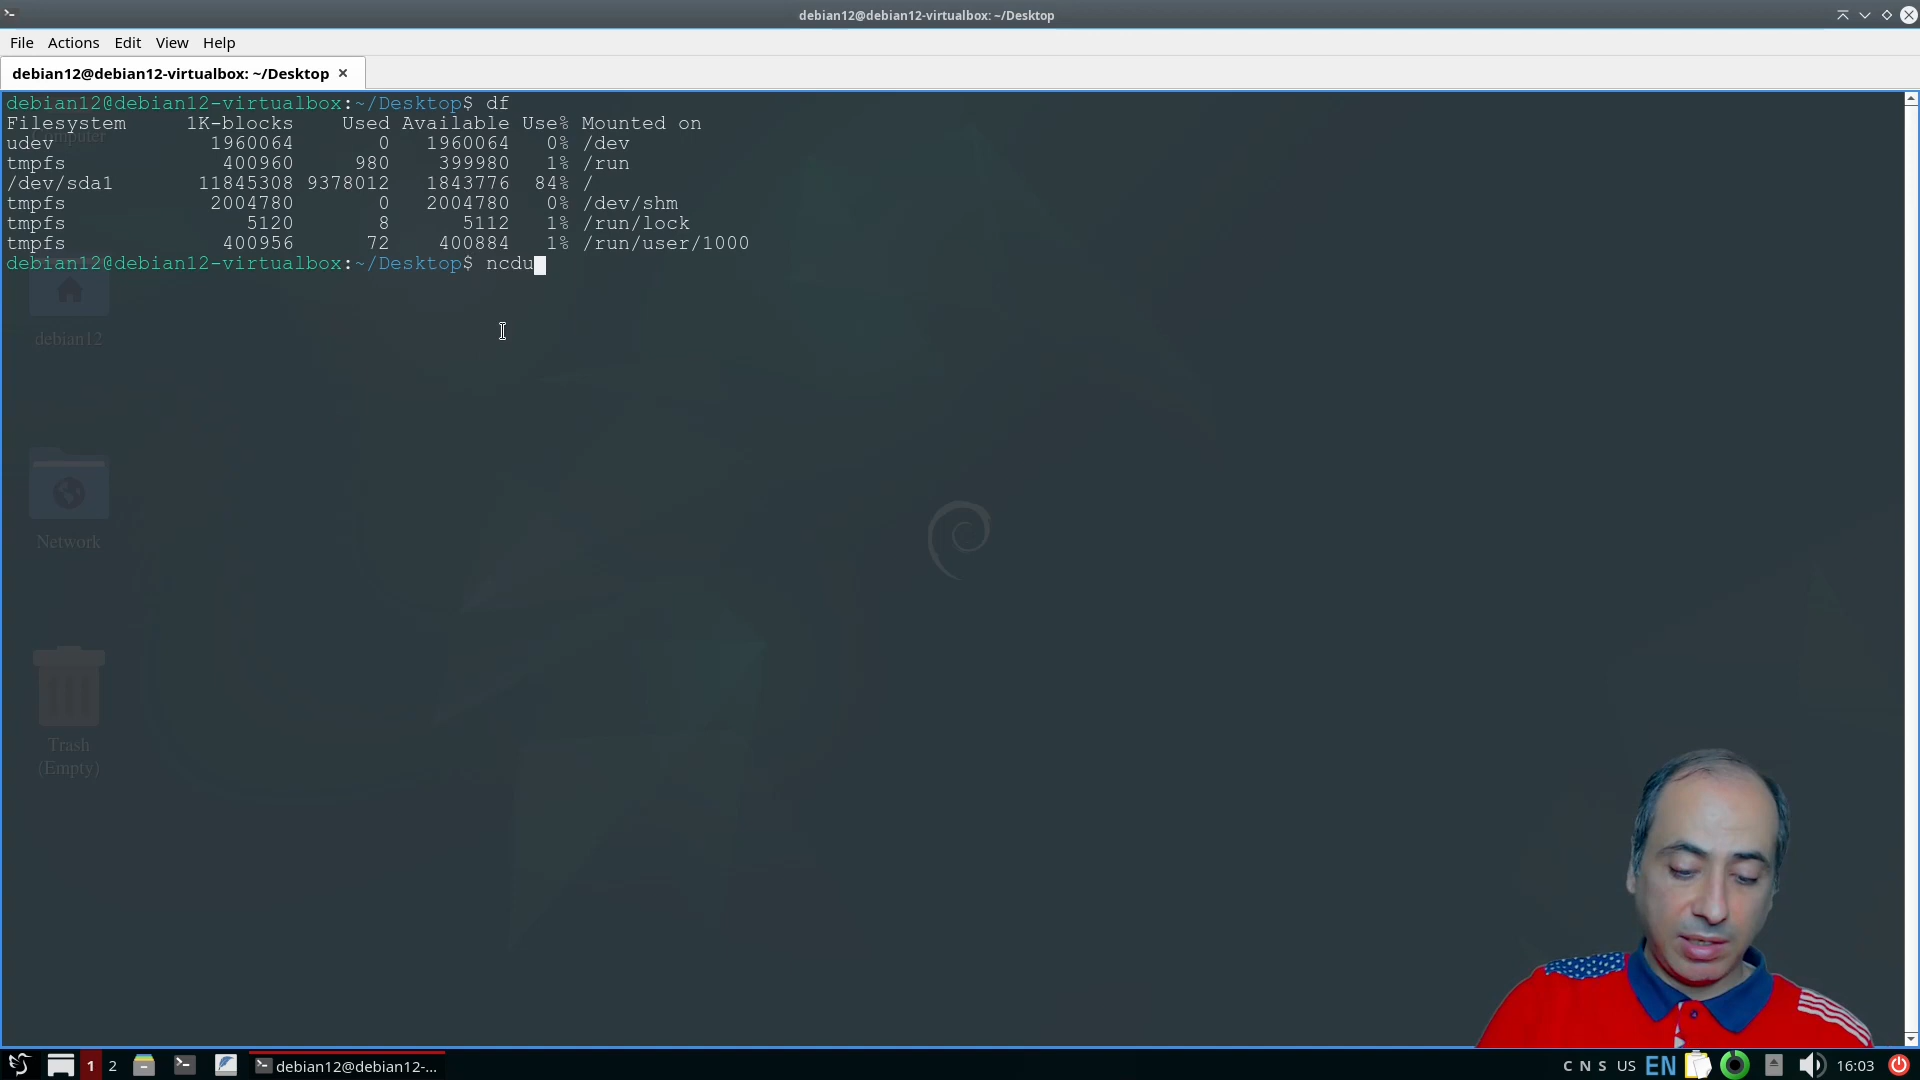 debian12@debian12-virtualbox: ~/Desktop
File Actions Edit View Help
debian12@debian12-virtualbox: ~/Desktop
debian12@debian12-virtualbox:~/Desktop$ df
Filesystem 1K-blocks Used Available Use% Mounted on
udev 1960064 0 1960064 0% /dev
tmpfs 400960 980 399980 1% /run
/dev/sda1 11845308 9378012 1843776 84% /
tmpfs 2004780 0 2004780 0% /dev/shm
tmpfs 5120 8 5112 1% /run/lock
tmpfs 400956 72 400884 1% /run/user/1000
debian12@debian12-virtualbox:~/Desktop$ ncdu
Computer
debian12
Network
Trash
(Empty)
1 2 debian12@debian12-... C N S US EN 16:03